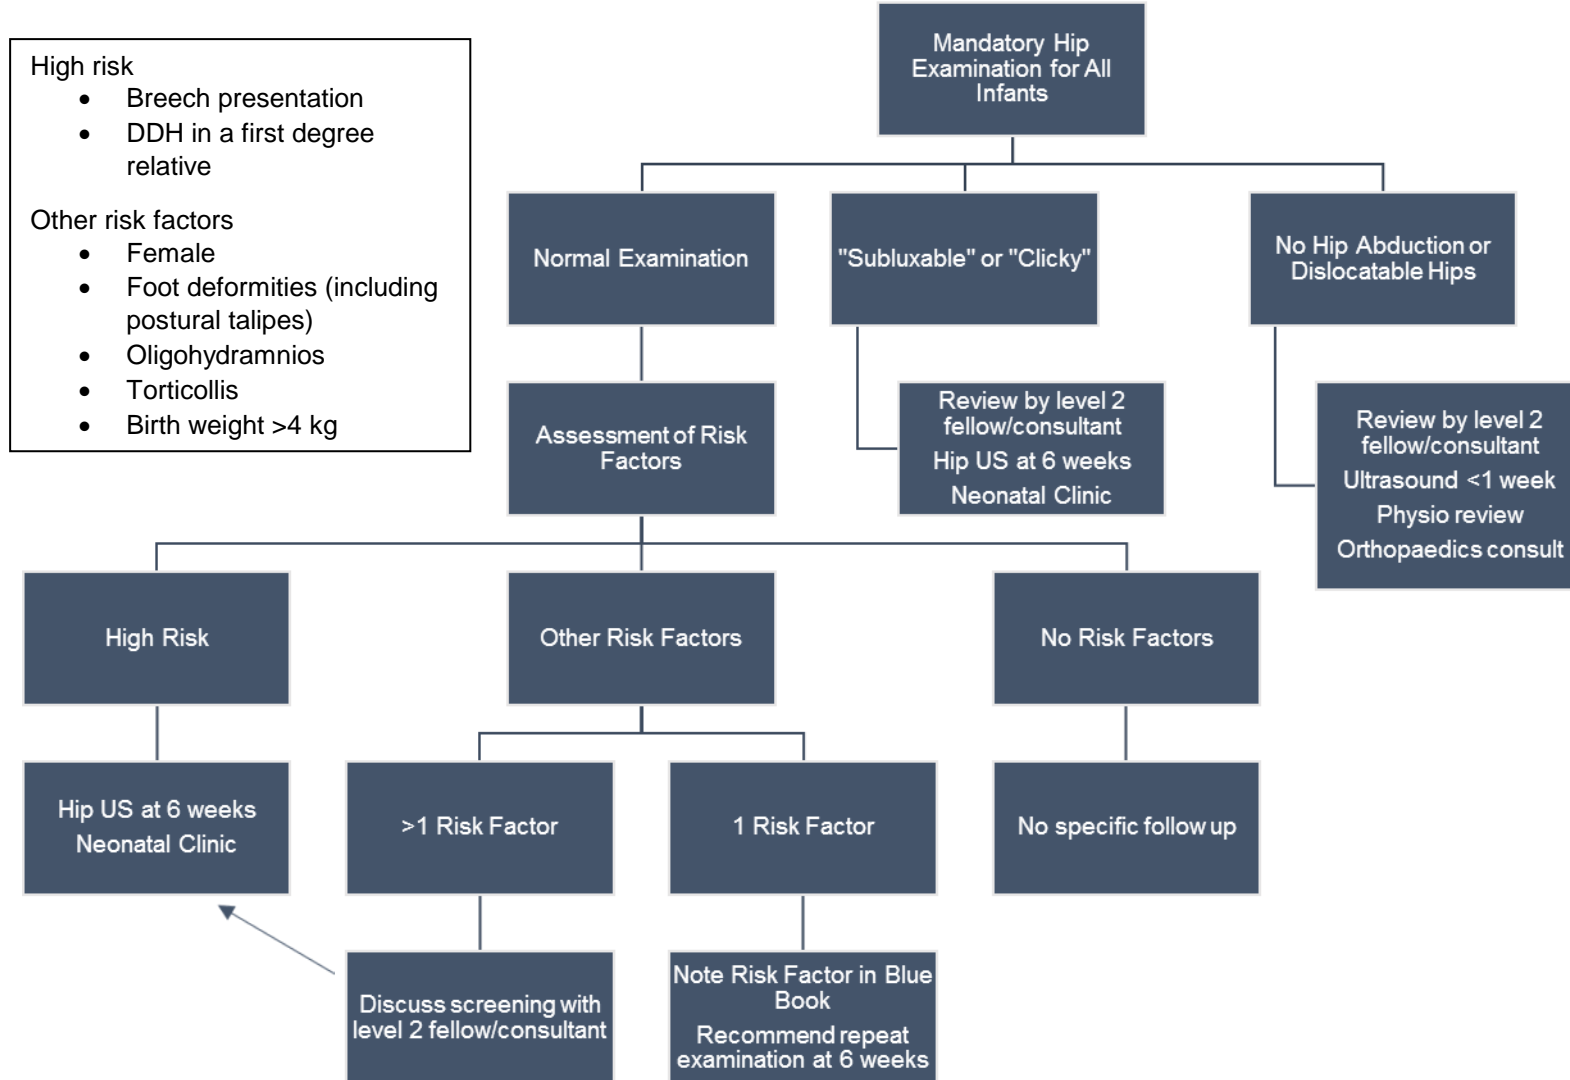 High risk
• Breech presentation
• DDH in a first degree
relative
Other risk factors
• Female
• Foot deformities (including
postural talipes)
• Oligohydramnios
• Torticollis
• Birth weight >4 kg
Mandatory Hip
Examination for All
Infants
Normal Examination
"Subluxable" or "Clicky"
No Hip Abduction or
Dislocatable Hips
Assessment of Risk
Factors
Review by level 2
fellow/consultant
Hip US at 6 weeks
Neonatal Clinic
Review by level 2
fellow/consultant
Ultrasound <1 week
Physio review
Orthopaedics consult
High Risk
Other Risk Factors
No Risk Factors
Hip US at 6 weeks
Neonatal Clinic
>1 Risk Factor
1 Risk Factor
No specific follow up
Discuss screening with
level 2 fellow/consultant
Note Risk Factor in Blue
Book
Recommend repeat
examination at 6 weeks